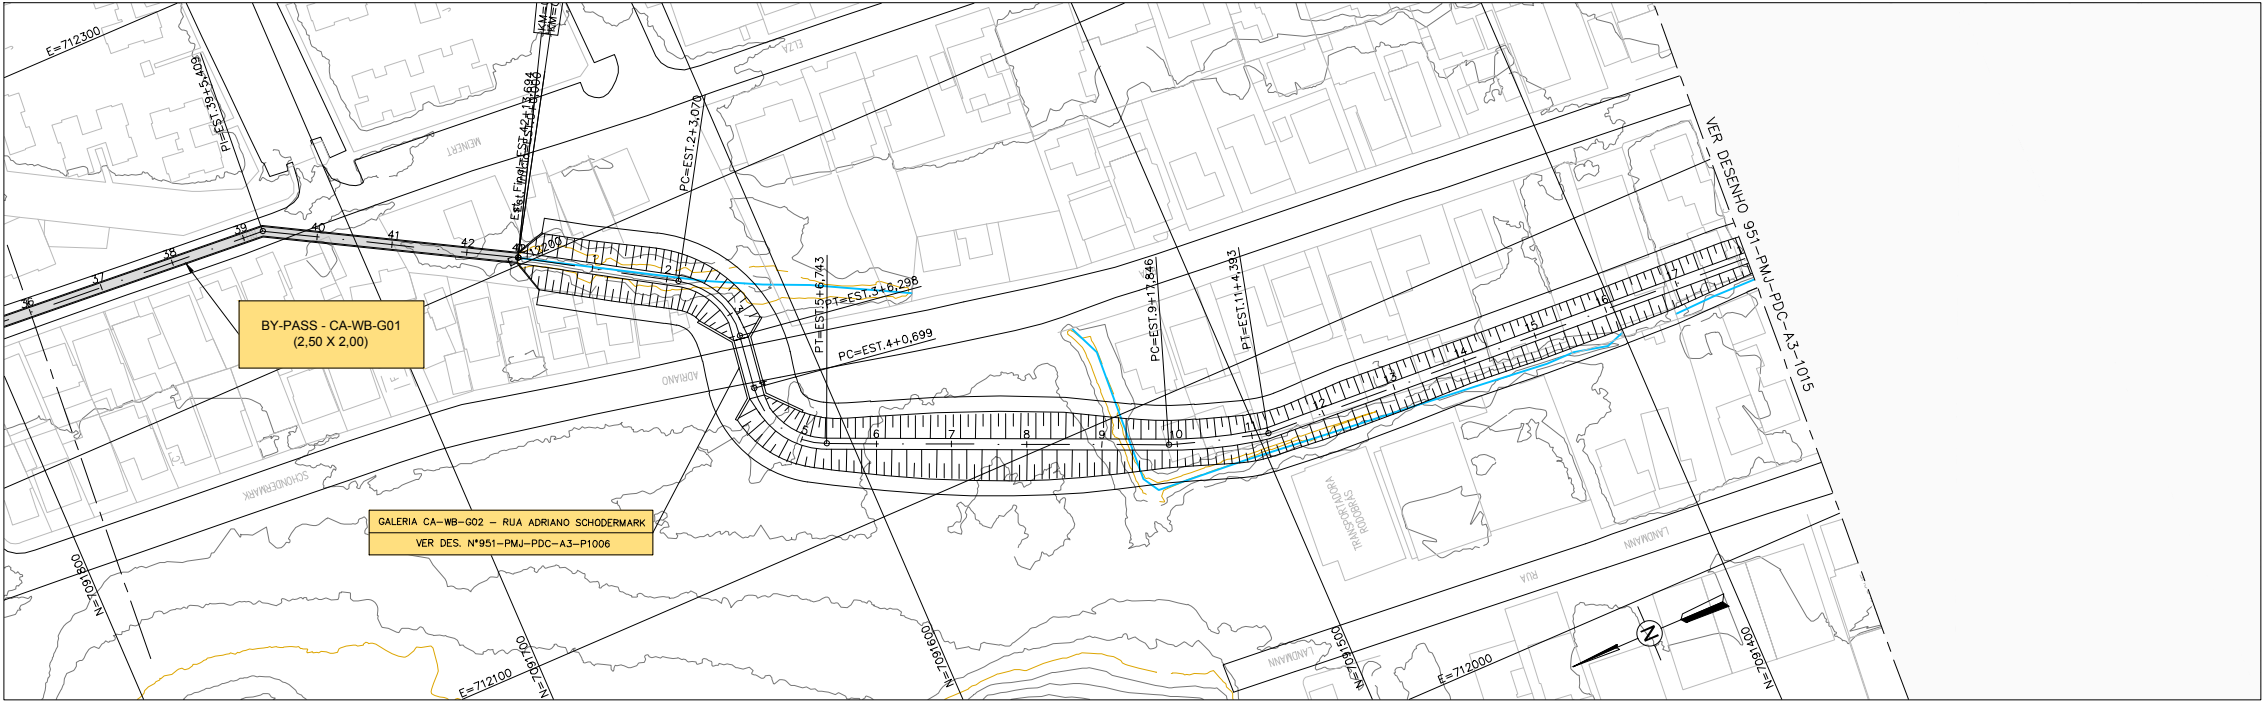 E=712300
PI=EST.39+5,409
MEINERT
ELZA
PC=EST.2+3,070
36
37
38
39
40
41
42
BY-PASS - CA-WB-G01
(2,50 X 2,00)
1
2
3
4
5
6
7
8
9
10
11
12
13
14
15
16
17
PT=EST.5+6,743
PT=EST.3+6,298
PC=EST.4+0,699
PC=EST.9+17,846
PT=EST.11+4,393
VER DESENHO 951-PMJ-PDC-A3-1015
ADRIANO
SCHONDERMARK
GALERIA CA-WB-G02 - RUA ADRIANO SCHODERMARK
VER DES. N°951-PMJ-PDC-A3-P1006
TRANSPORTADORA
RODOBRAS
LANDMANN
RUA
LANDMANN
N=7091800
N=7091700
N=7091600
N=7091500
N=7091400
E=712100
E=712000
N